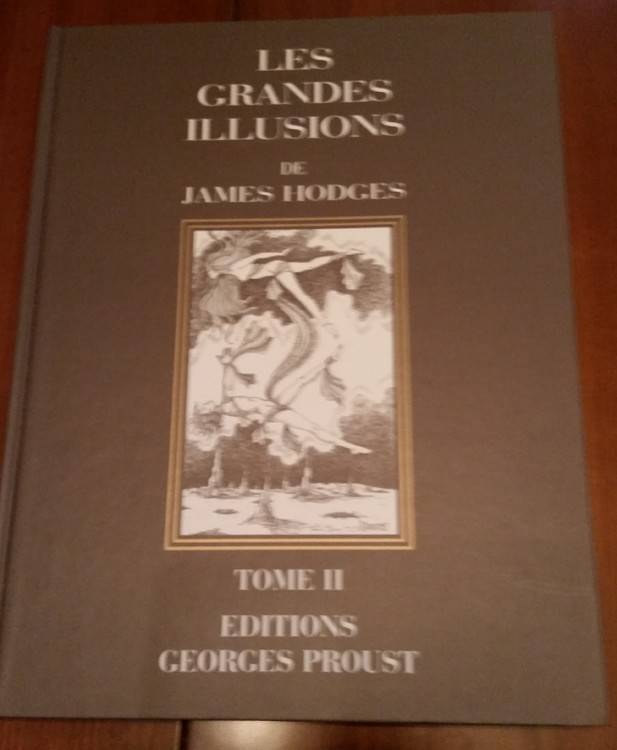 LES
GRANDES
ILLUSIONS
DE
JAMES HODGES
TOME II
EDITIONS
GEORGES PROUST